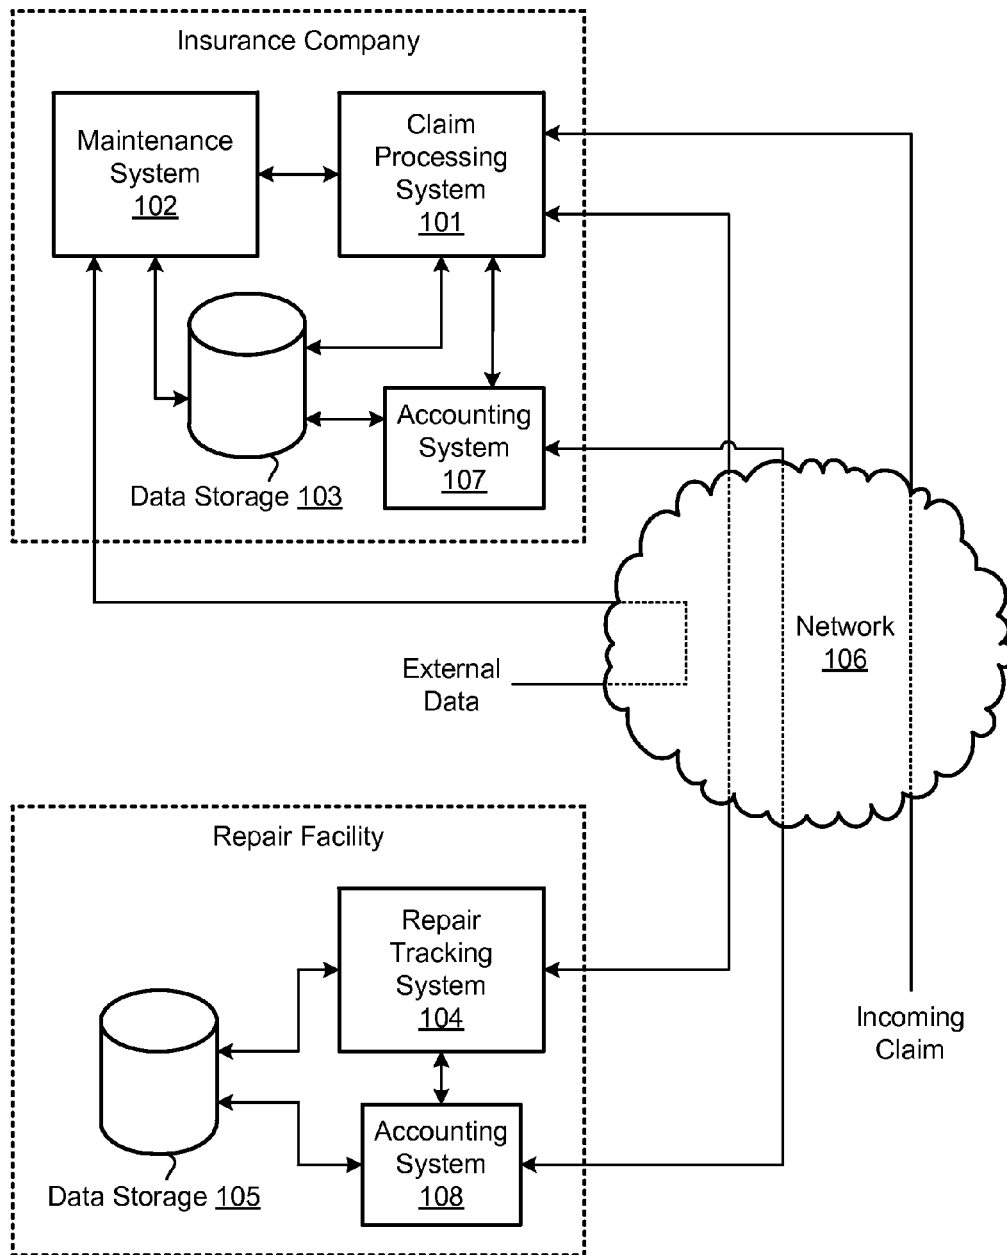 Insurance Company
Maintenance
System
102
Claim
Processing
System
101
Accounting
System
107
Data Storage 103
Network
106
External
Data
Repair Facility
Repair
Tracking
System
104
Incoming
Claim
Accounting
System
108
Data Storage 105